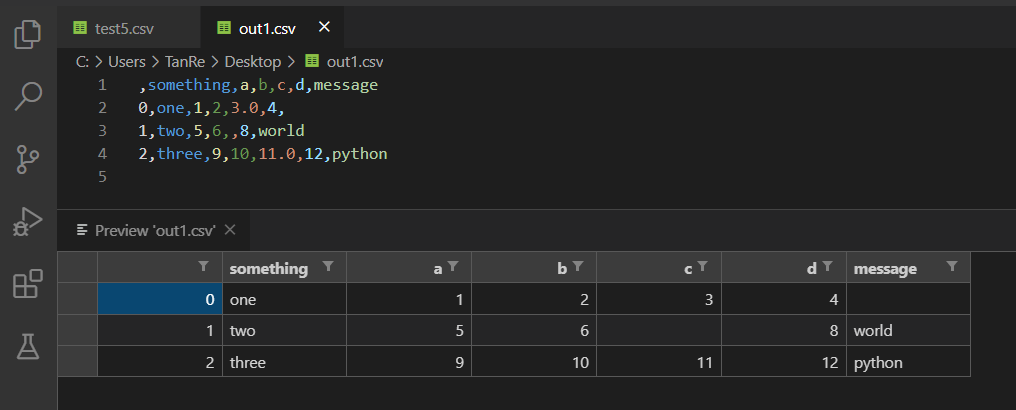 test5.csv out1.csv
C: > Users > TanRe > Desktop > out1.csv
1 ,something,a,b,c,d,message
2 0,one,1,2,3.0,4,
3 1,two,5,6,,8,world
4 2,three,9,10,11.0,12,python
5
Preview 'out1.csv'
something a b c d message
0 one 1 2 3 4
1 two 5 6 8 world
2 three 9 10 11 12 python